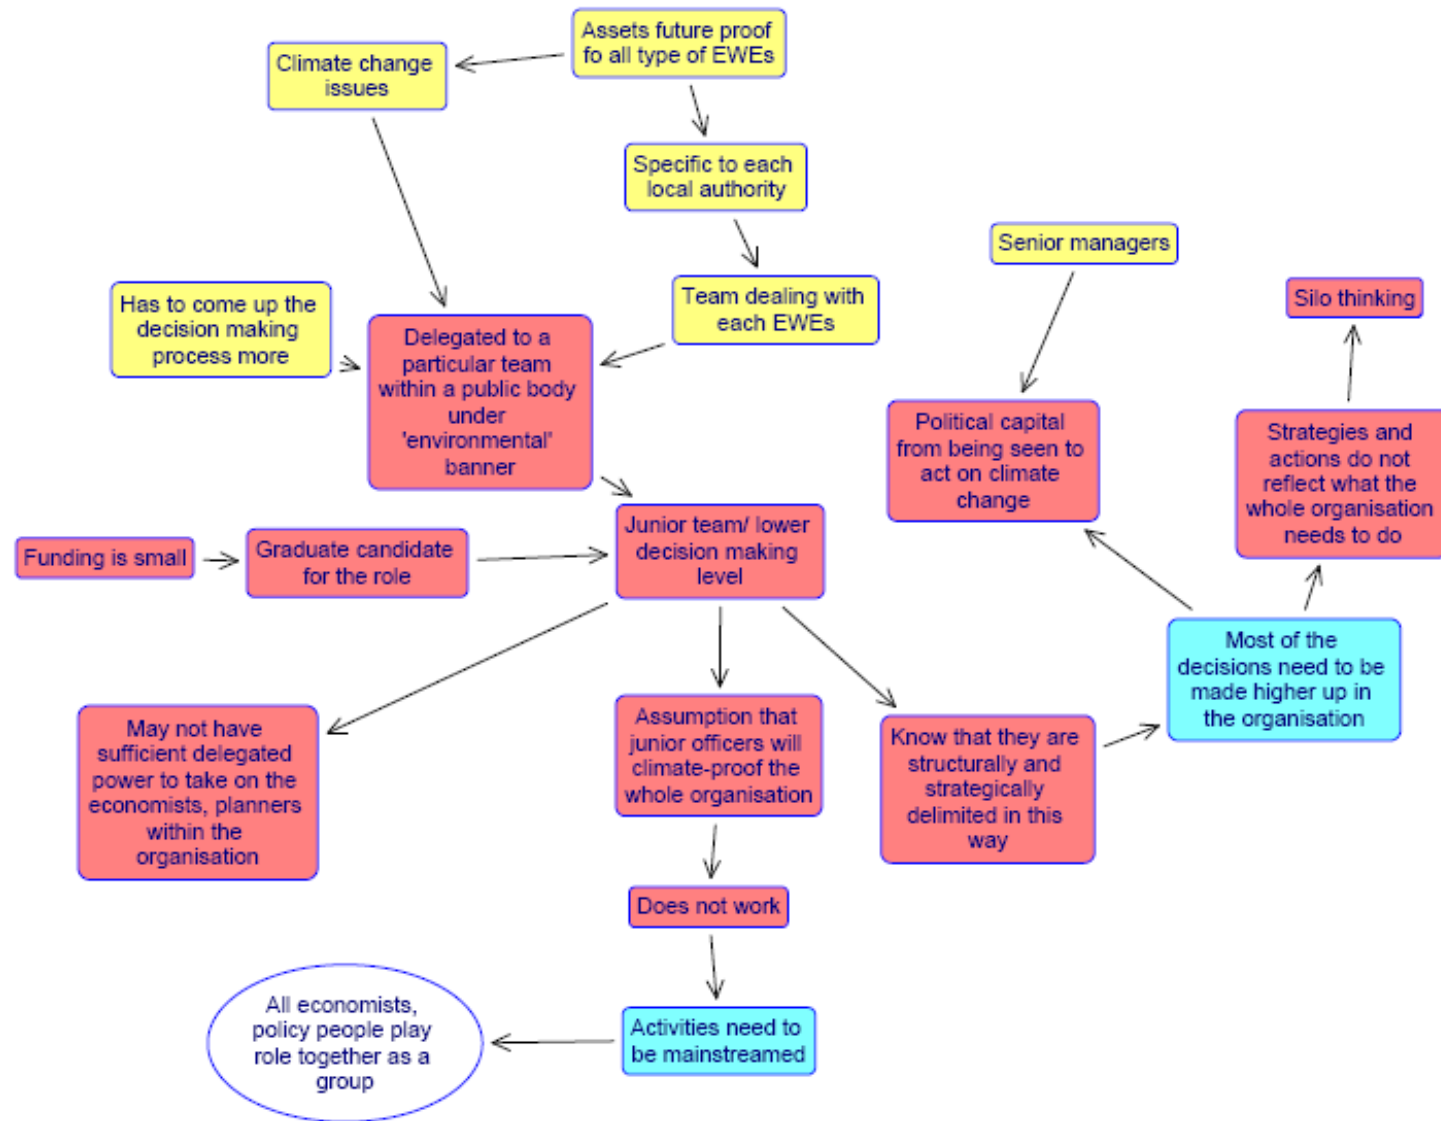 Assets future proof
fo all type of EWEs
Climate change
issues
Specific to each
local authority
Senior managers
Has to come up the
decision making
process more
Team dealing with
each EWEs
Silo thinking
Delegated to a
particular team
within a public body
under
'environmental'
banner
Political capital
from being seen to
act on climate
change
Strategies and
actions do not
reflect what the
whole organisation
needs to do
Funding is small
Graduate candidate
for the role
Junior team/ lower
decision making
level
Most of the
decisions need to be
made higher up in
the organisation
May not have
sufficient delegated
power to take on the
economists, planners
within the
organisation
Assumption that
junior officers will
climate-proof the
whole organisation
Know that they are
structurally and
strategically
delimited in this
way
Does not work
All economists,
policy people play
role together as a
group
Activities need to
be mainstreamed